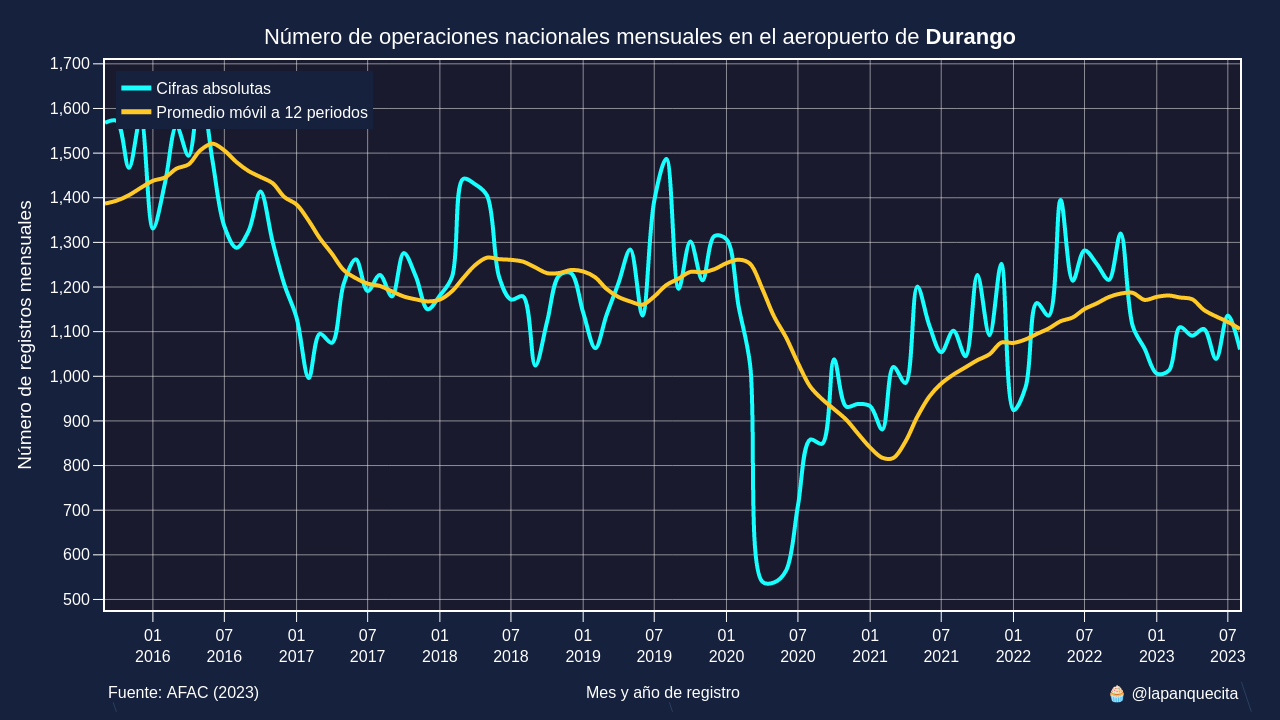 Número de operaciones nacionales mensuales en el aeropuerto de Durango
Cifras absolutas
Promedio móvil a 12 periodos
Número de registros mensuales
1,700
1,600
1,500
1,400
1,300
1,200
1,100
1,000
900
800
700
600
500
01 07 01 07 01 07 01 07 01 07 01 07 01 07 01 07
2016 2016 2017 2017 2018 2018 2019 2019 2020 2020 2021 2021 2022 2022 2023 2023
Fuente: AFAC (2023) Mes y año de registro 🧁 @lapanquecita